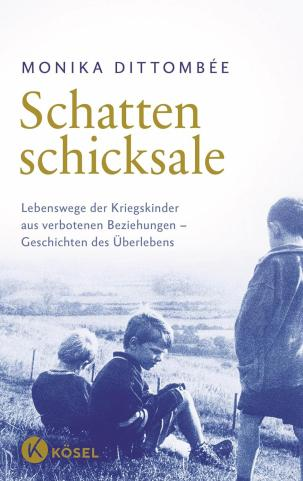 MONIKA DITTOMBÉE
Schatten
schicksale
Lebenswege der Kriegskinder
aus verbotenen Beziehungen –
Geschichten des Überlebens
K KÖSEL